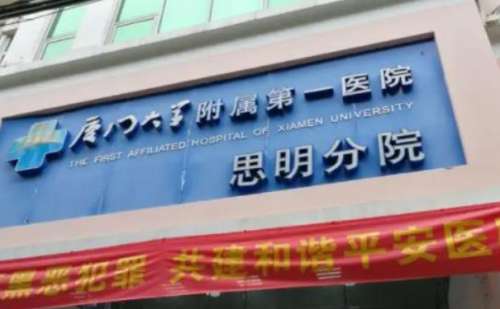 厦门大学附属第一医院
THE FIRST AFFILIATED HOSPITAL OF XIAMEN UNIVERSITY
思明分院
黑恶犯罪 共建和谐平安医